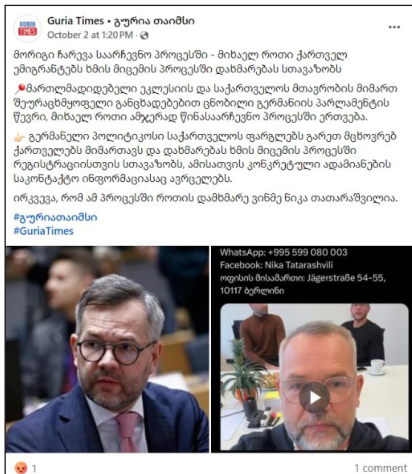 Guria Times • გურია თაიმსი
October 2 at 1:20 PM
მორიგი ჩარევა საარჩევნო პროცესში - მიხაელ როთი ქართველ
ემიგრანტებს ხმის მიცემის პროცესში დახმარებას სთავაზობს
📍მართლმადიდებელი ეკლესიის და საქართველოს მთავრობის მიმართ
შეურაცხმყოფელი განცხადებებით ცნობილი გერმანიის პარლამენტის
წევრი, მიხაელ როთი ამჯერად წინასაარჩევნო პროცესში ერთვება.
👉 გერმანელი პოლიტიკოსი საქართველოს ფარგლებს გარეთ მცხოვრებ
ქართველებს მიმართავს და დახმარებას ხმის მიცემის პროცესში
რეგისტრაციისთვის სთავაზობს, ამისათვის კონკრეტული ადამიანების
საკონტაქტო ინფორმაციასაც ავრცელებს.
ირკვევა, რომ ამ პროცესში როთის დამხმარე ვინმე ნიკა თათარაშვილია.
#გურიათაიმსი
#GuriaTimes
WhatsApp: +995 599 080 003
Facebook: Nika Tatarashvili
ოფისის მისამართი: Jägerstraße 54-55,
10117 ბერლინი
1
1 comment